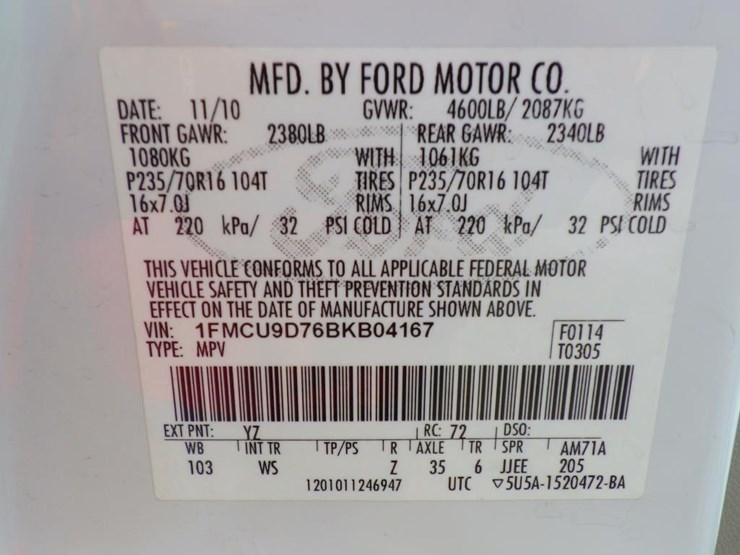 MFD. BY FORD MOTOR CO.
DATE: 11/10 GVWR: 4600LB/ 2087KG
FRONT GAWR: 2380LB REAR GAWR: 2340LB
1080KG WITH 1061KG WITH
P235/70R16 104T TIRES P235/70R16 104T TIRES
16x7.0J RIMS 16x7.0J RIMS
AT 220 kPa/ 32 PSI COLD AT 220 kPa/ 32 PSI COLD
THIS VEHICLE CONFORMS TO ALL APPLICABLE FEDERAL MOTOR
VEHICLE SAFETY AND THEFT PREVENTION STANDARDS IN
EFFECT ON THE DATE OF MANUFACTURE SHOWN ABOVE.
VIN: 1FMCU9D76BKB04167 F0114
TYPE: MPV T0305
EXT PNT: YZ RC: 72 DSO:
WB INT TR TP/PS R AXLE TR SPR AM71A
103 WS Z 35 6 JJEE 205
1201011246947 UTC ▽5U5A-1520472-BA